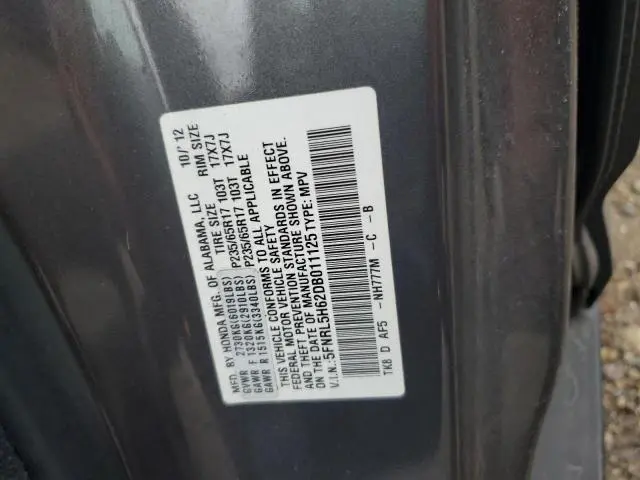 MFD. BY HONDA MFG. OF ALABAMA, LLC 10/'12
GVWR 2730KG(6019LBS) TIRE SIZE RIM SIZE
GAWR F 1320KG(2910LBS) P235/65R17 103T 17X7J
GAWR R 1515KG(3340LBS) P235/65R17 103T 17X7J
THIS VEHICLE CONFORMS TO ALL APPLICABLE
FEDERAL MOTOR VEHICLE SAFETY STANDARDS IN EFFECT
AND THEFT PREVENTION STANDARDS IN EFFECT
ON THE DATE OF MANUFACTURE SHOWN ABOVE.
V.I.N.: 5FNRL5H62DB011125 TYPE: MPV
TK8 D AF5 - NH777M - C - B